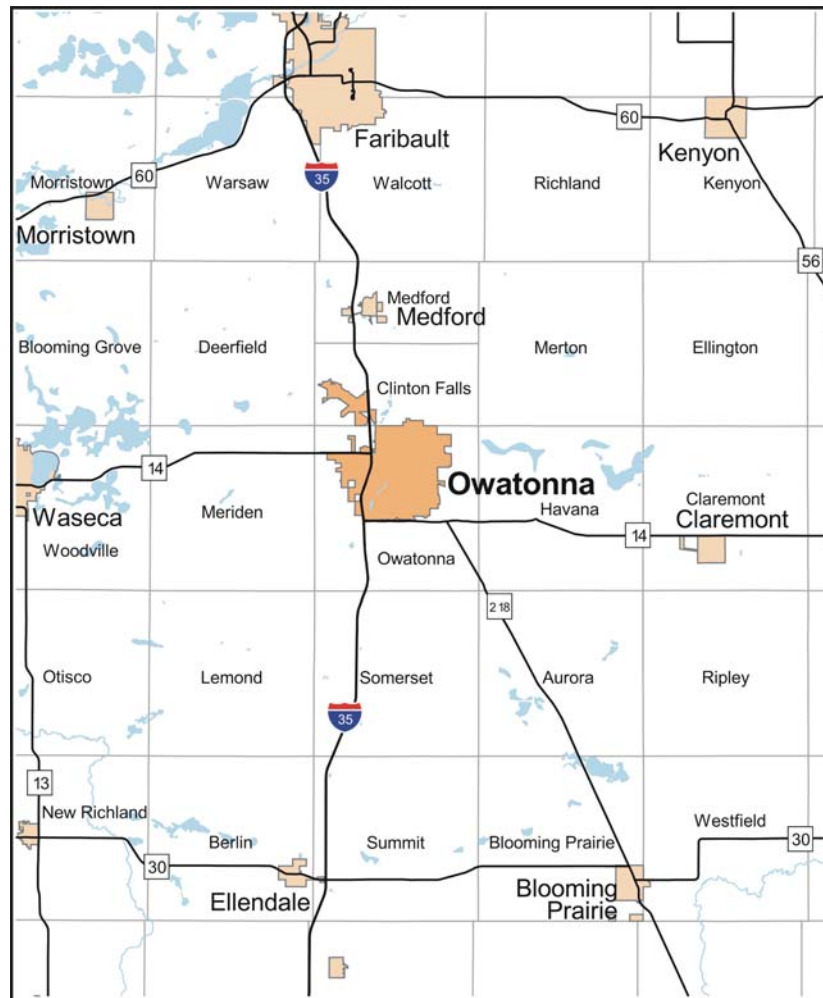 Faribault
60
Kenyon
60
Morristown
Warsaw
35
Walcott
Richland
Kenyon
Morristown
56
Medford
Medford
Blooming Grove
Deerfield
Merton
Ellington
Clinton Falls
14
Owatonna
Waseca
Meriden
Havana
Claremont
Claremont
Woodville
14
Owatonna
2 18
Otisco
Lemond
Somerset
Aurora
Ripley
35
13
New Richland
Berlin
Summit
Blooming Prairie
Westfield
30
30
Ellendale
Blooming
Prairie